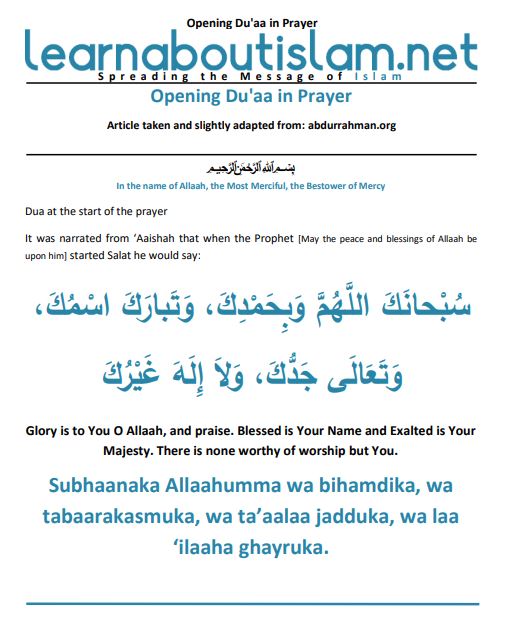 Opening Du'aa in Prayer
learnaboutislam.net
Spreading the Message of Islam
Opening Du'aa in Prayer
Article taken and slightly adapted from: abdurrahman.org
بِسْمِ ٱللَّهِ ٱلرَّحْمَٰنِ ٱلرَّحِيمِ
In the name of Allaah, the Most Merciful, the Bestower of Mercy
Dua at the start of the prayer
It was narrated from ‘Aaishah that when the Prophet [May the peace and blessings of Allaah be
upon him] started Salat he would say:
سُبْحانَكَ اللَّهُمَّ وَبِحَمْدِكَ، وَتَبارَكَ اسْمُكَ،
وَتَعَالَى جَدُّكَ، وَلاَ إِلَهَ غَيْرُكَ
Glory is to You O Allaah, and praise. Blessed is Your Name and Exalted is Your
Majesty. There is none worthy of worship but You.
Subhaanaka Allaahumma wa bihamdika, wa
tabaarakasmuka, wa ta’aalaa jadduka, wa laa
‘ilaaha ghayruka.